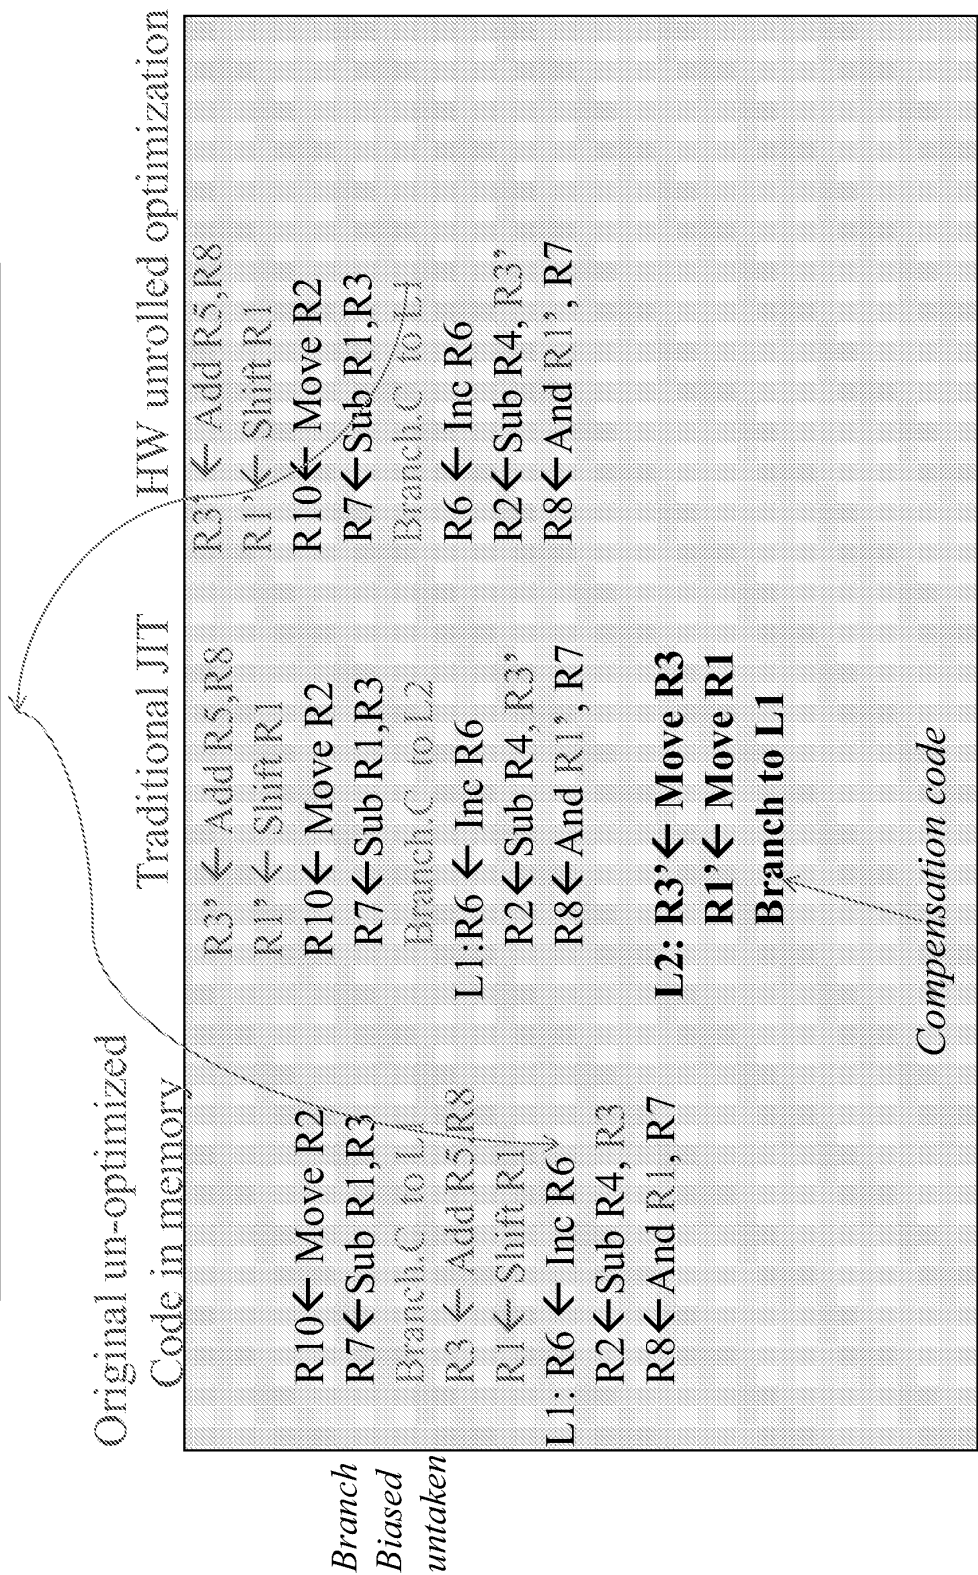 Original un-optimized
Code in memory
Branch
Biased
untaken
R10← Move R2
R7←Sub R1,R3
Branch.C to L1
R3 ← Add R5,R8
R1← Shift R1
L1: R6 ← Inc R6
R2←Sub R4, R3
R8←And R1, R7
Traditional JIT
R3’ ← Add R5,R8
R1’ ← Shift R1
R10← Move R2
R7←Sub R1,R3
Branch.C to L2
L1:R6 ← Inc R6
R2←Sub R4, R3’
R8←And R1’, R7
L2: R3’← Move R3
R1’← Move R1
Branch to L1
Compensation code
HW unrolled optimization
R3’ ← Add R5,R8
R1’← Shift R1
R10← Move R2
R7←Sub R1,R3
Branch.C to L1
R6 ← Inc R6
R2←Sub R4, R3’
R8←And R1’, R7